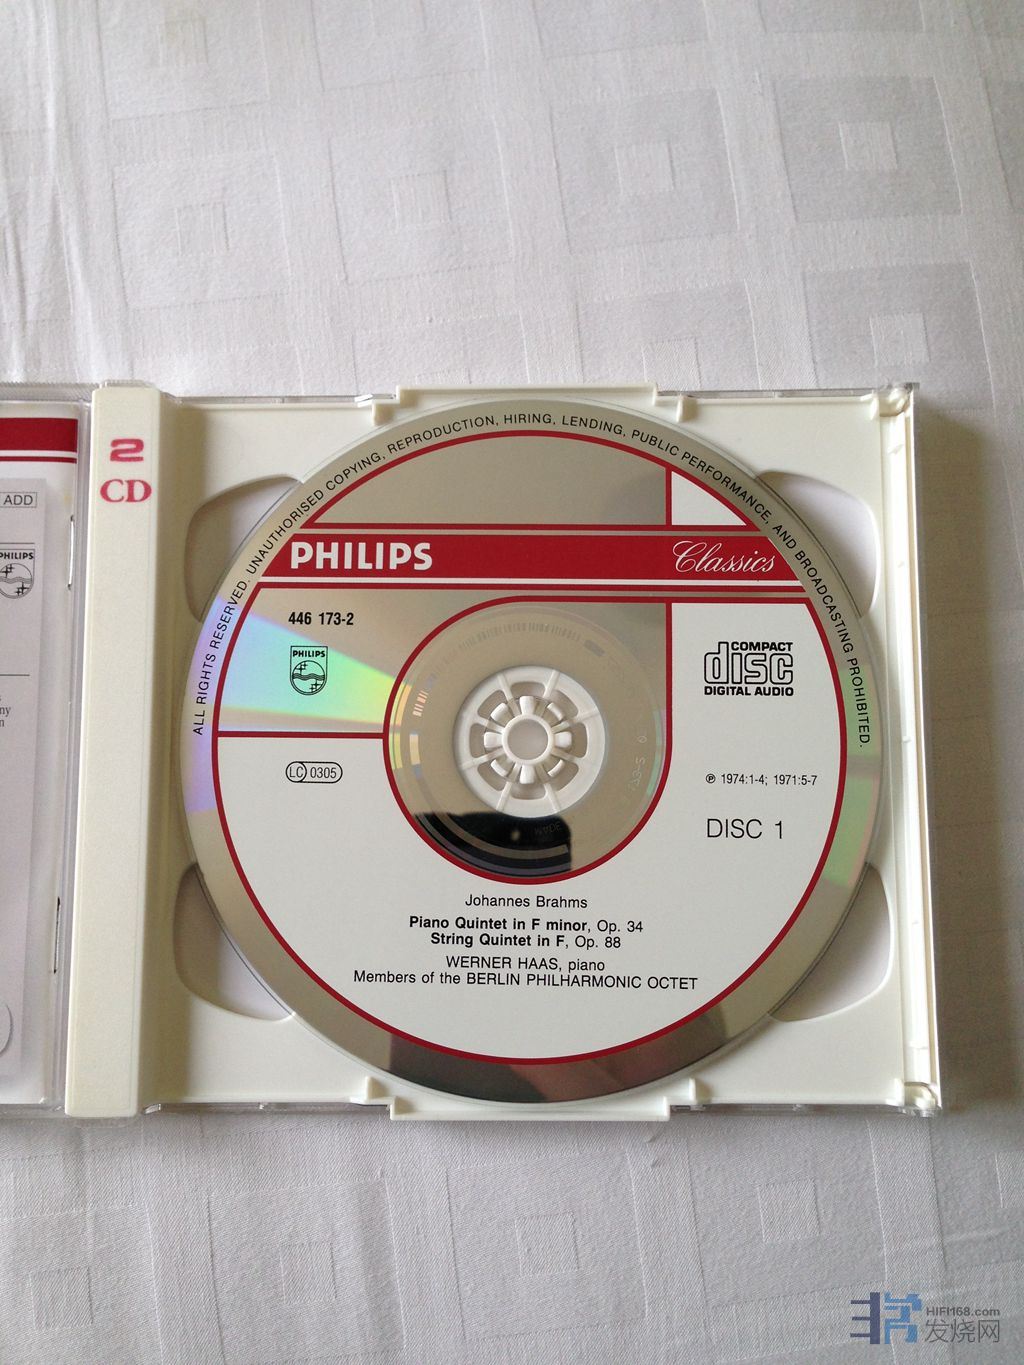 2
CD
ADD
PHILIPS
ny
ALL RIGHTS RESERVED. UNAUTHORISED COPYING, REPRODUCTION, HIRING, LENDING, PUBLIC PERFORMANCE, AND BROADCASTING PROHIBITED.
PHILIPS Classics
446 173-2
PHILIPS
COMPACT
disc
DIGITAL AUDIO
LC 0305
℗ 1974:1-4; 1971:5-7
DISC 1
Johannes Brahms
Piano Quintet in F minor, Op. 34
String Quintet in F, Op. 88
WERNER HAAS, piano
Members of the BERLIN PHILHARMONIC OCTET
HIFI168.com
发烧网